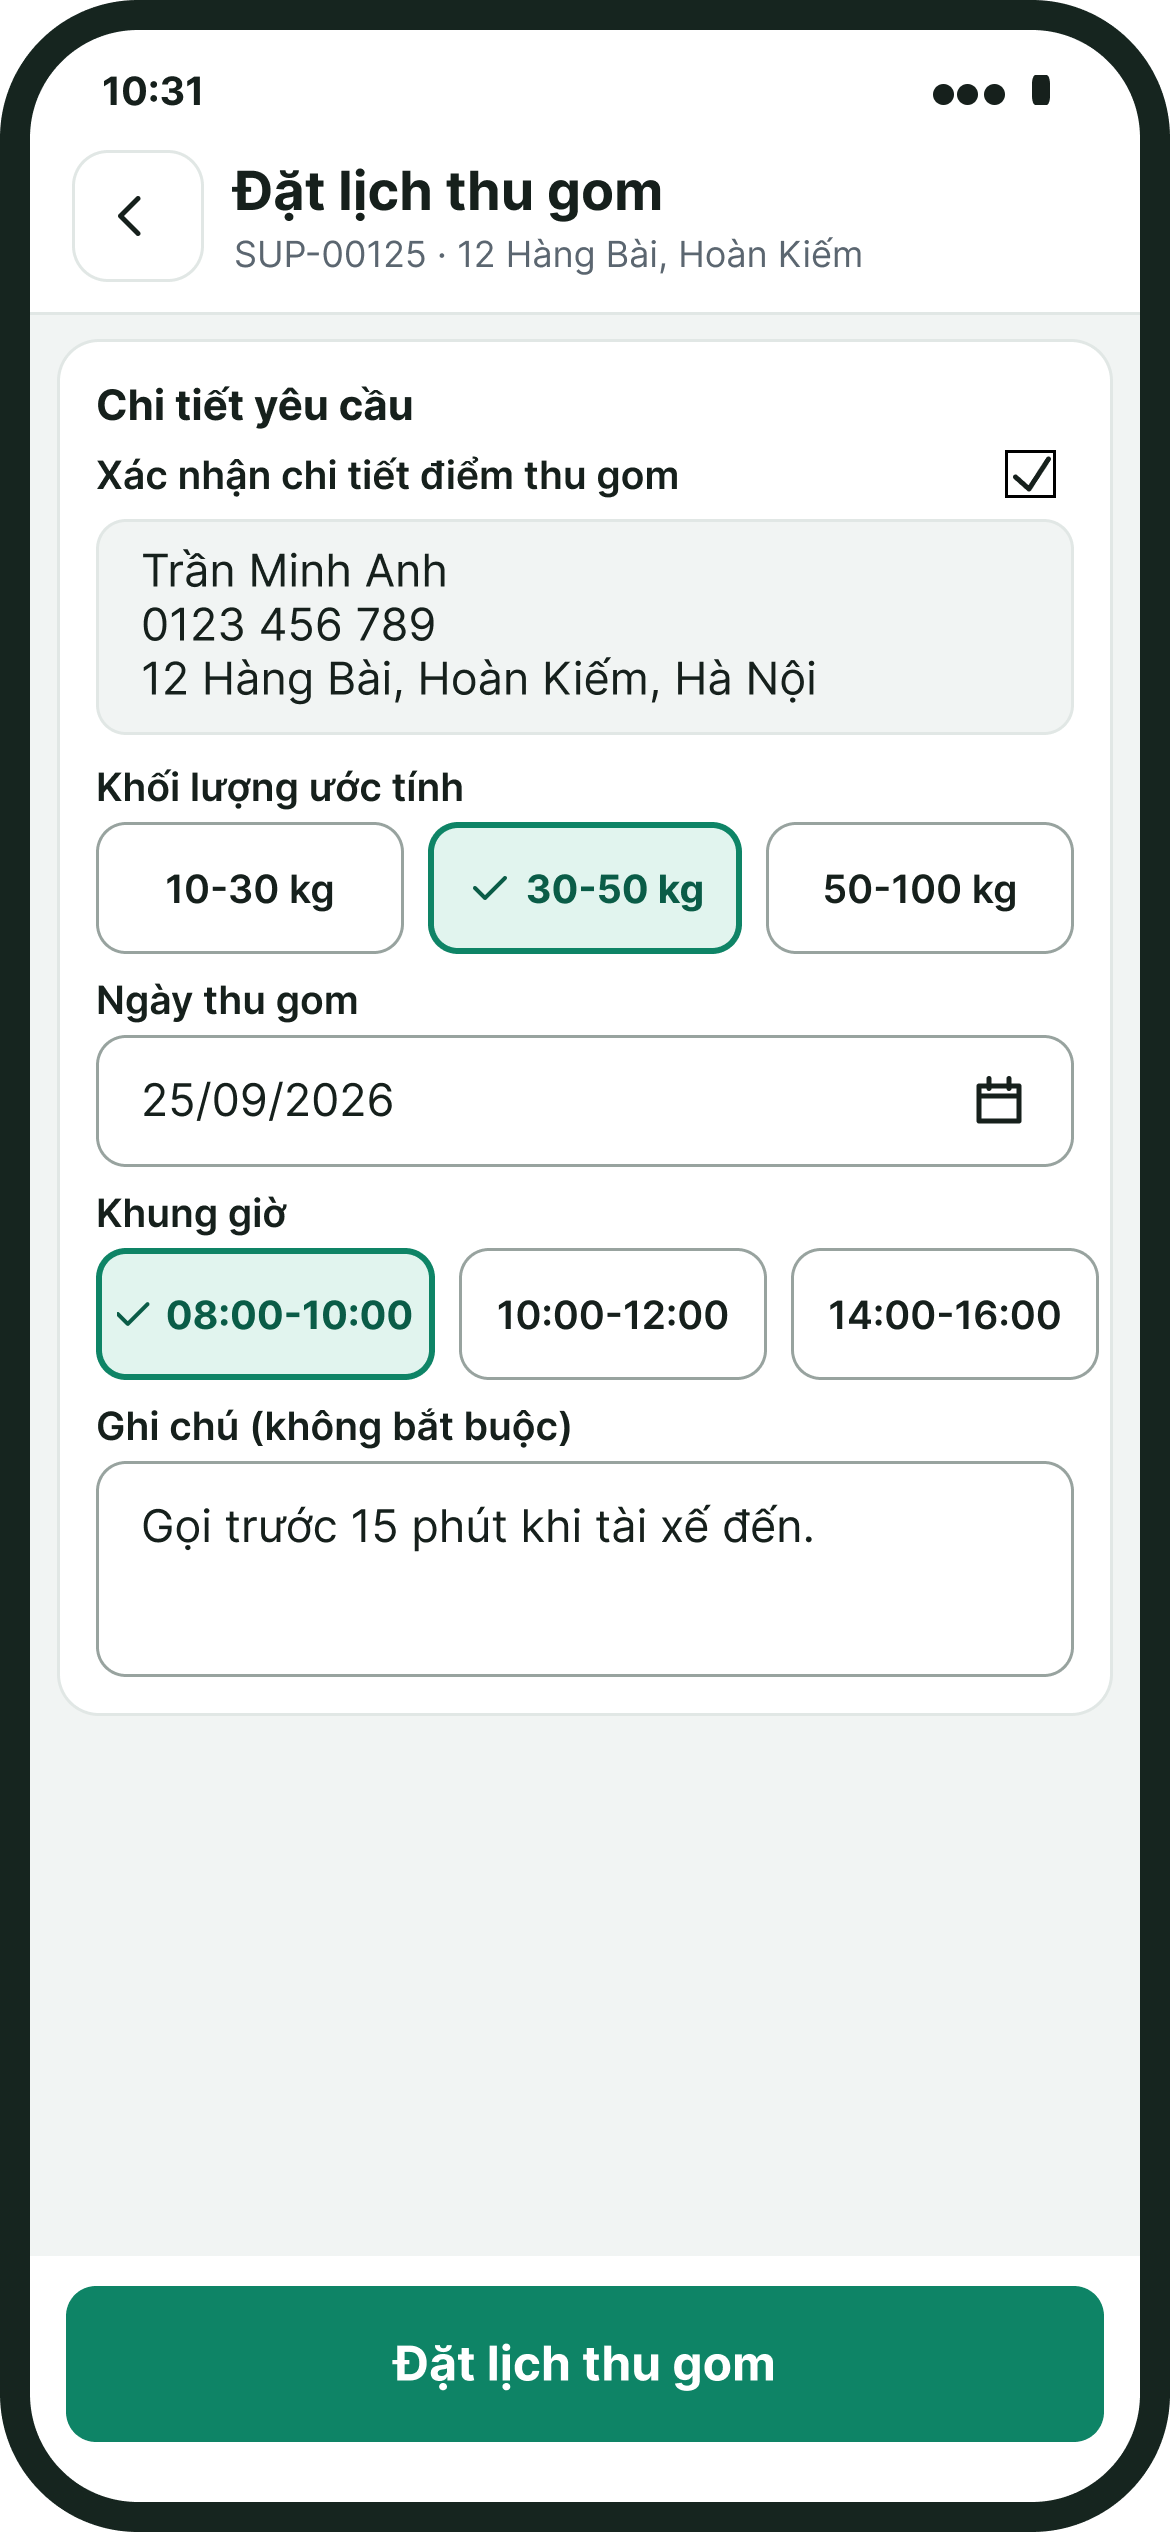 10:31
Đặt lịch thu gom
SUP-00125 · 12 Hàng Bài, Hoàn Kiếm
Chi tiết yêu cầu
Xác nhận chi tiết điểm thu gom
Trần Minh Anh
0123 456 789
12 Hàng Bài, Hoàn Kiếm, Hà Nội
Khối lượng ước tính
10-30 kg
30-50 kg
50-100 kg
Ngày thu gom
25/09/2026
Khung giờ
08:00-10:00
10:00-12:00
14:00-16:00
Ghi chú (không bắt buộc)
Gọi trước 15 phút khi tài xế đến.
Đặt lịch thu gom